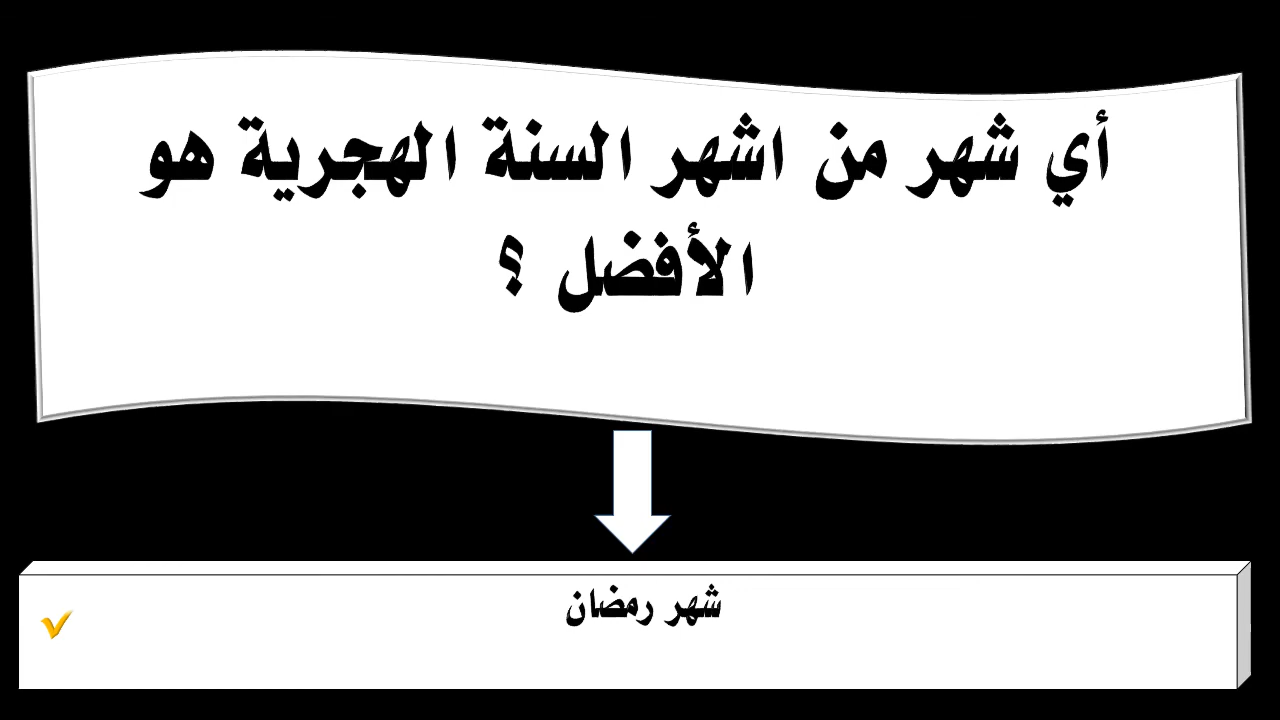 أي شهر من اشهر السنة الهجرية هو
الأفضل ؟
شهر رمضان